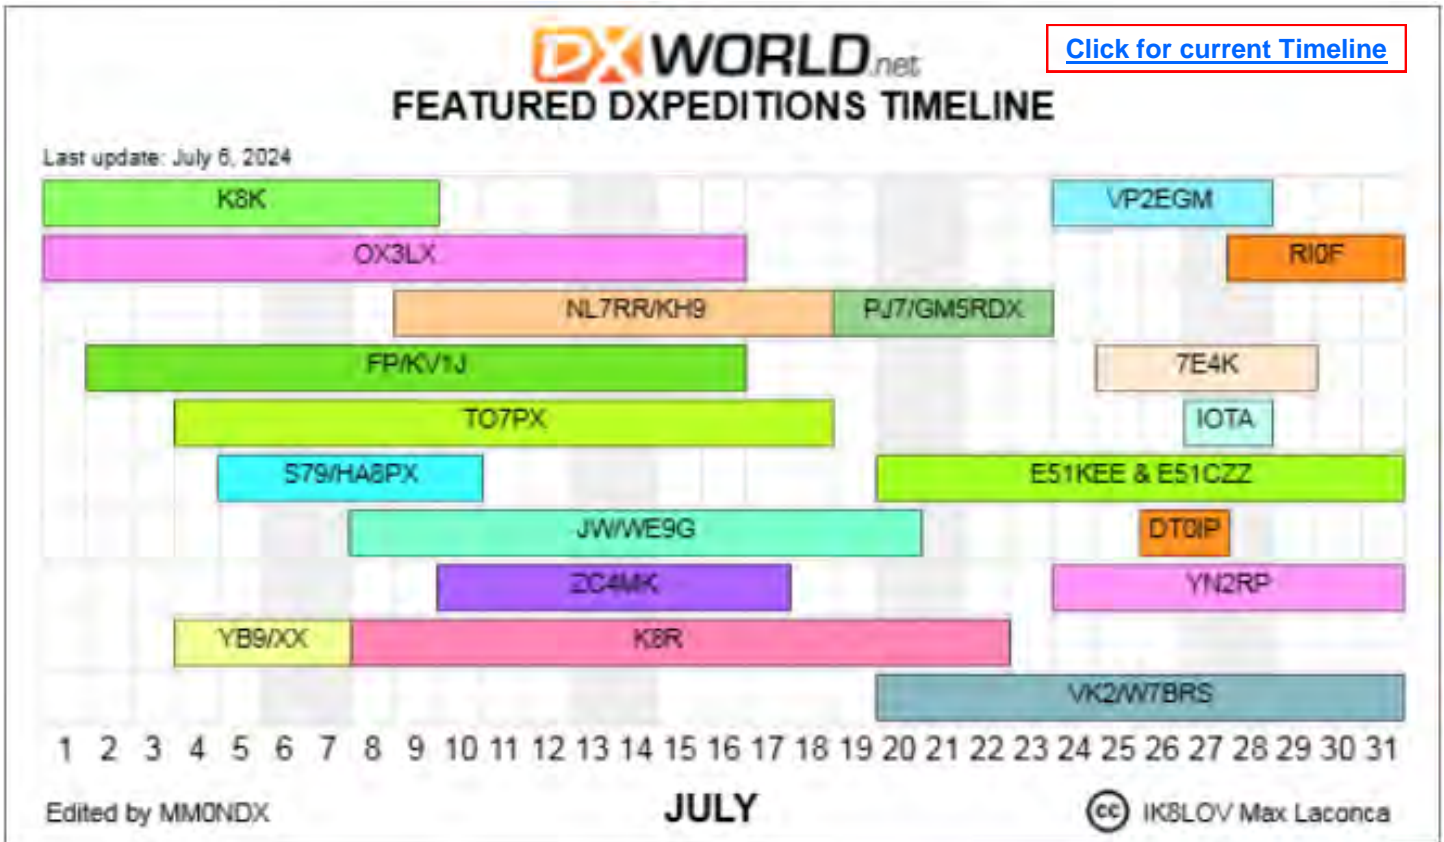 DX WORLD.net
Click for current Timeline
FEATURED DXPEDITIONS TIMELINE
Last update: July 6, 2024
K8K
VP2EGM
OX3LX
RI0F
NL7RR/KH9
PJ7/GM5RDX
FP/KV1J
7E4K
TO7PX
IOTA
S79/HA8PX
E51KEE & E51CZZ
JW/WE9G
DT0IP
ZC4MK
YN2RP
YB9/XX
K8R
VK2/W7BRS
1 2 3 4 5 6 7 8 9 10 11 12 13 14 15 16 17 18 19 20 21 22 23 24 25 26 27 28 29 30 31
Edited by MM0NDX
JULY
cc IK8LOV Max Laconca